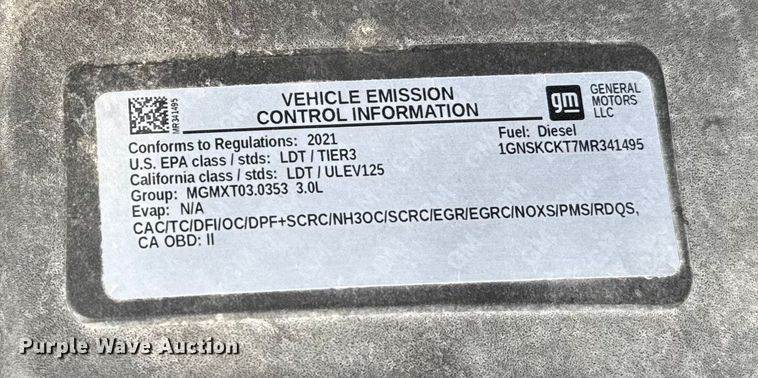 MR341495
VEHICLE EMISSION
CONTROL INFORMATION
gm
GENERAL
MOTORS
LLC
Conforms to Regulations: 2021
Fuel: Diesel
U.S. EPA class / stds: LDT / TIER3
1GNSKCKT7MR341495
California class / stds: LDT / ULEV125
Group: MGMXT03.0353 3.0L
Evap: N/A
CAC/TC/DFI/OC/DPF+SCRC/NH3OC/SCRC/EGR/EGRC/NOXS/PMS/RDQS,
CA OBD: II
Purple Wave Auction